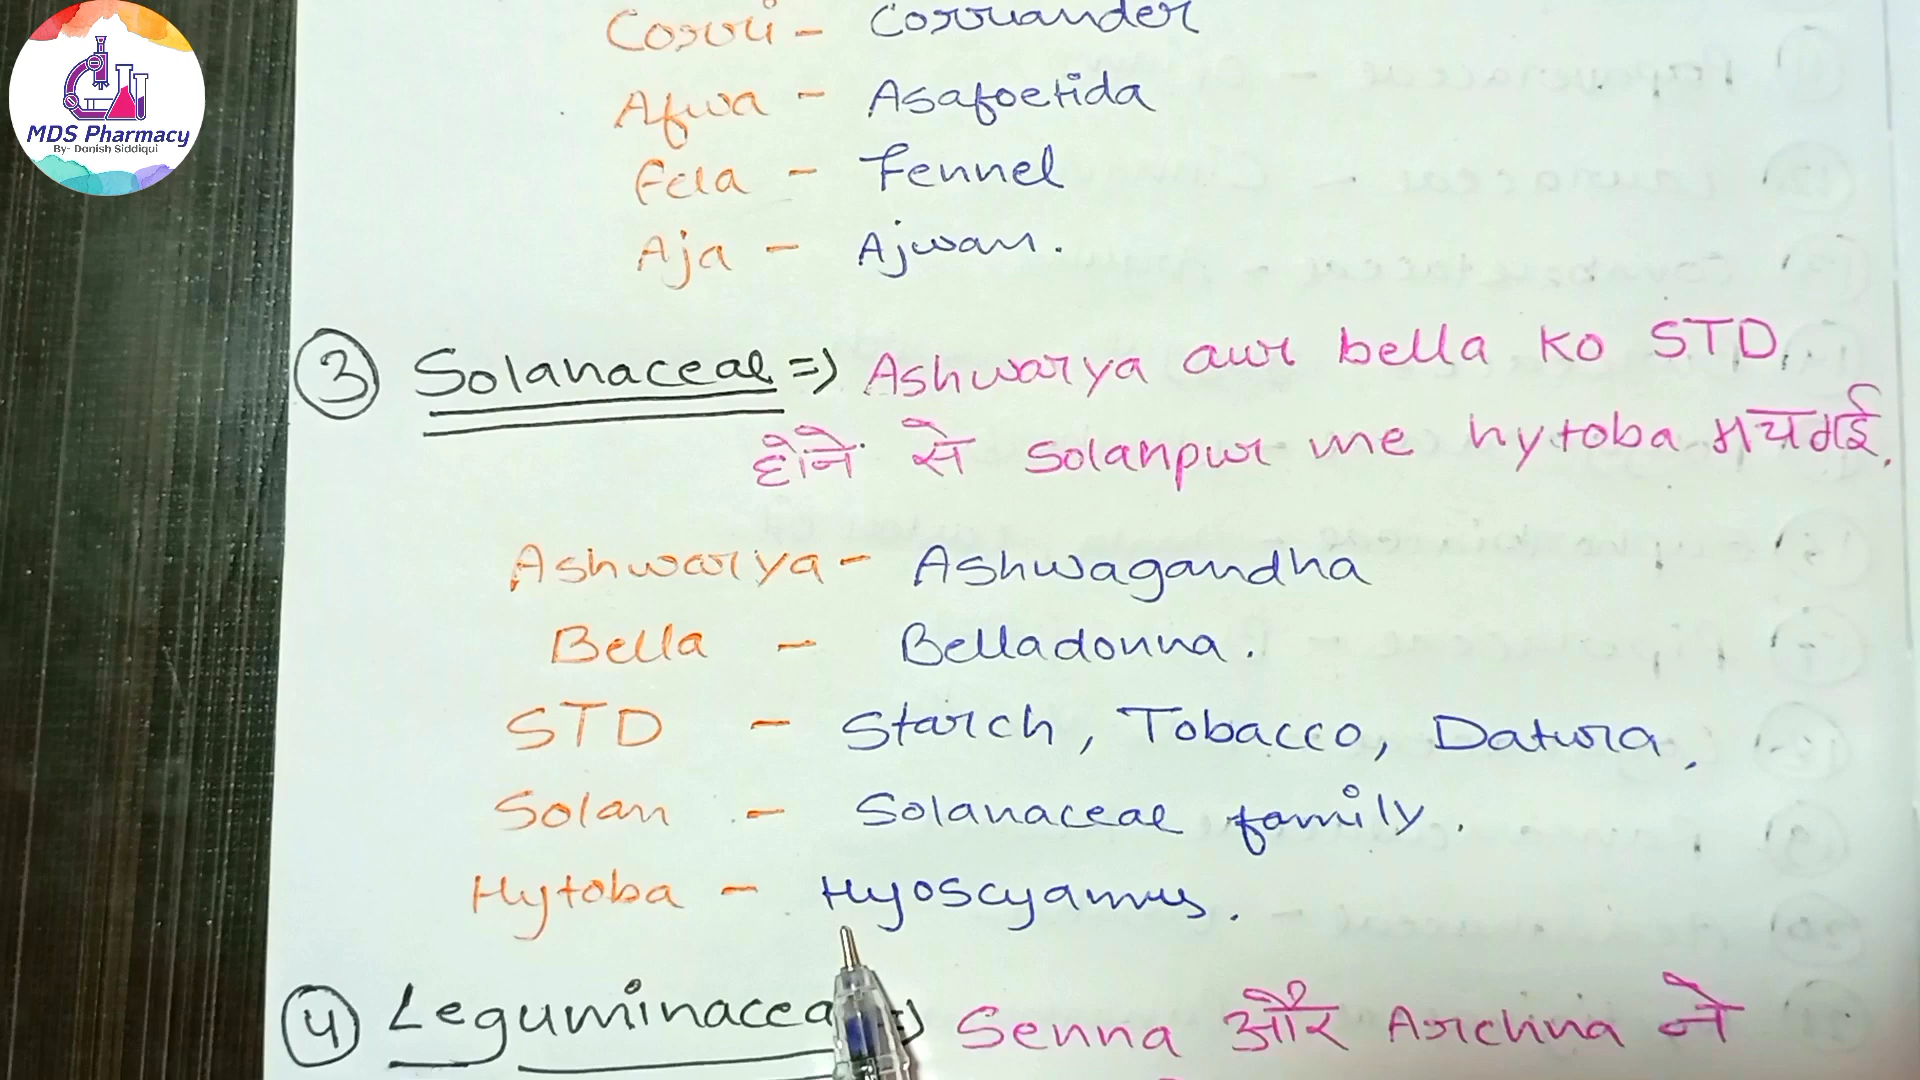 MDS Pharmacy
By- Danish Siddiqui
Corri - Corriander
Afwa - Asafoetida
Fela - Fennel
Aja - Ajwan.
3 Solanaceae => Ashwarya aur bella ko STD
होने से Solanpur me hytoba मचगई.
Ashwarya - Ashwagandha
Bella - Belladonna.
STD - Starch, Tobacco, Datura,
Solan - Solanaceae family.
Hytoba - Hyoscyamus.
4 Leguminacea => Senna और Archna ने